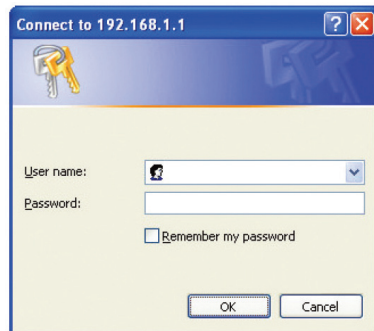 Connect to 192.168.1.1
User name:
Password:
Remember my password
OK
Cancel